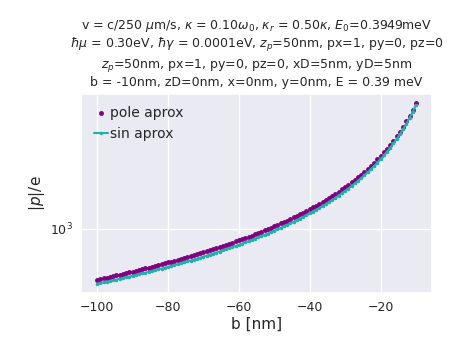 v = c/250 μm/s, κ = 0.10ω₀, κᵣ = 0.50κ, E₀=0.3949meV
ħμ = 0.30eV, ħγ = 0.0001eV, zₚ=50nm, px=1, py=0, pz=0
zₚ=50nm, px=1, py=0, pz=0, xD=5nm, yD=5nm
b = -10nm, zD=0nm, x=0nm, y=0nm, E = 0.39 meV
pole aprox
sin aprox
|p|/e
10³
−100 −80 −60 −40 −20
b [nm]